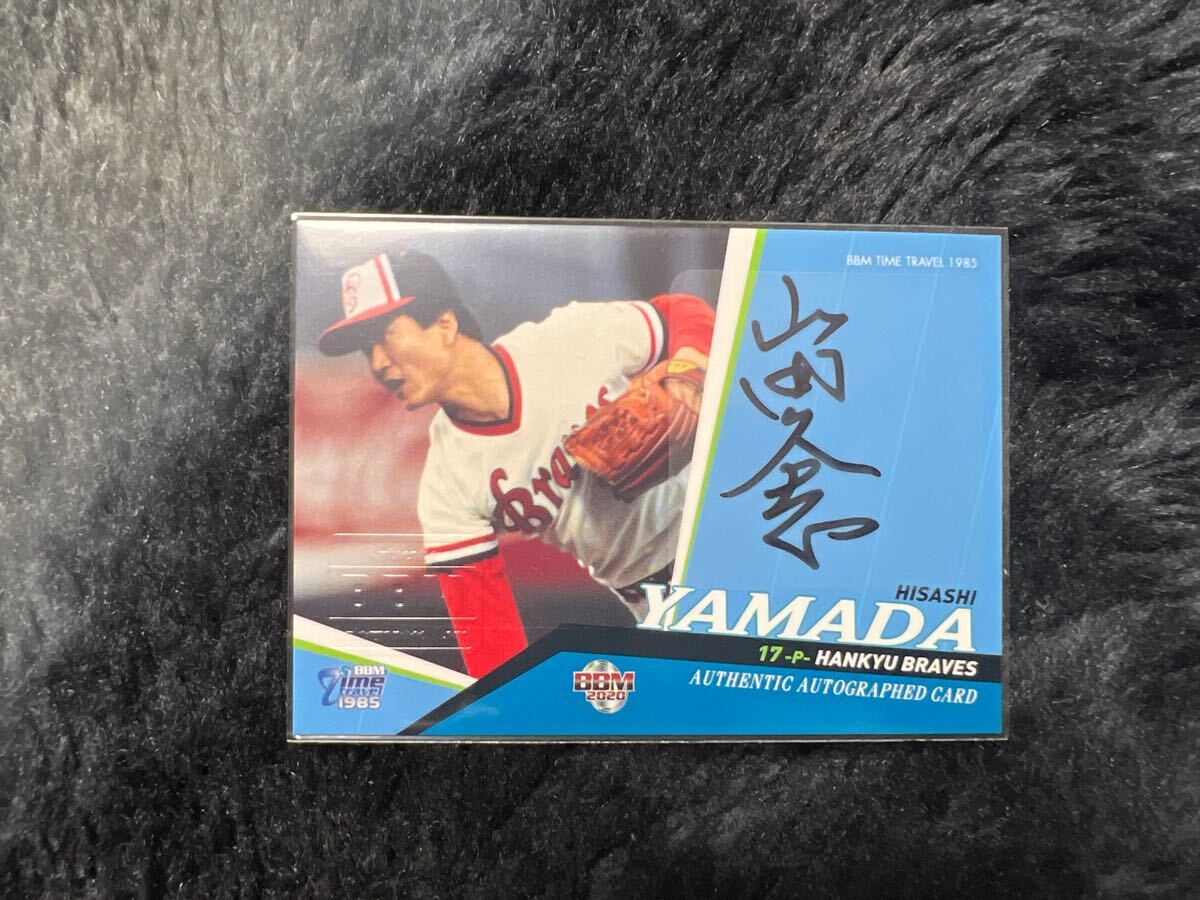 BBM TIME TRAVEL 1985
山田久志
Braves
HISASHI
YAMADA
17 -P- HANKYU BRAVES
AUTHENTIC AUTOGRAPHED CARD
BBM
Time
travel
1985
BBM
2020